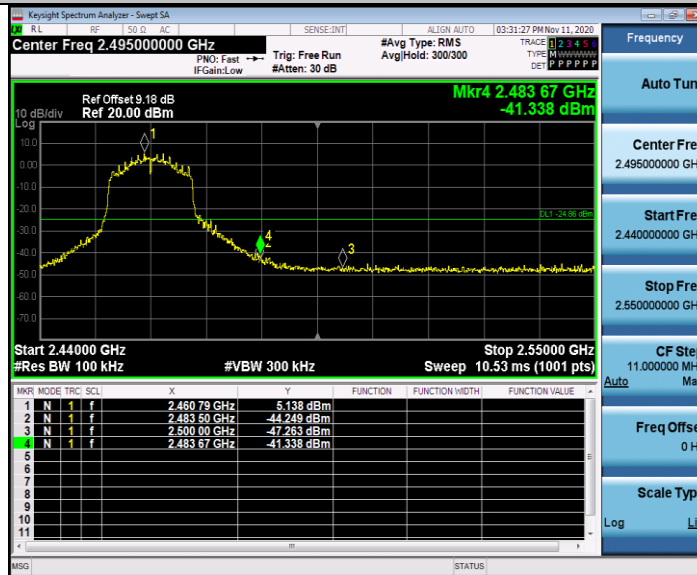 Keysight Spectrum Analyzer - Swept SA
RL RF 50 Ω AC SENSE:INT ALIGN AUTO 03:31:27 PM Nov 11, 2020
Center Freq 2.495000000 GHz
PNO: Fast
IFGain:Low
Trig: Free Run
#Atten: 30 dB
#Avg Type: RMS
Avg|Hold: 300/300
TRACE 1 2 3 4 5 6
TYPE M W W W W W
DET P P P P P P
Ref Offset 9.18 dB
10 dB/div Ref 20.00 dBm
Log
Mkr4 2.483 67 GHz
-41.338 dBm
10.0
0.00
-10.0
-20.0
-30.0
-40.0
-50.0
-60.0
-70.0
1
DL1 -24.86 dBm
4
2
3
Start 2.44000 GHz Stop 2.55000 GHz
#Res BW 100 kHz #VBW 300 kHz Sweep 10.53 ms (1001 pts)
MKR MODE TRC SCL X Y FUNCTION FUNCTION WIDTH FUNCTION VALUE
1 N 1 f 2.460 79 GHz 5.138 dBm
2 N 1 f 2.483 50 GHz -44.249 dBm
3 N 1 f 2.500 00 GHz -47.263 dBm
4 N 1 f 2.483 67 GHz -41.338 dBm
5
6
7
8
9
10
11
MSG STATUS
Frequency
Auto Tun
Center Fre
2.495000000 GH
Start Fre
2.440000000 GH
Stop Fre
2.550000000 GH
CF Ste
11.000000 MH
Auto Ma
Freq Offse
0 H
Scale Typ
Log Li